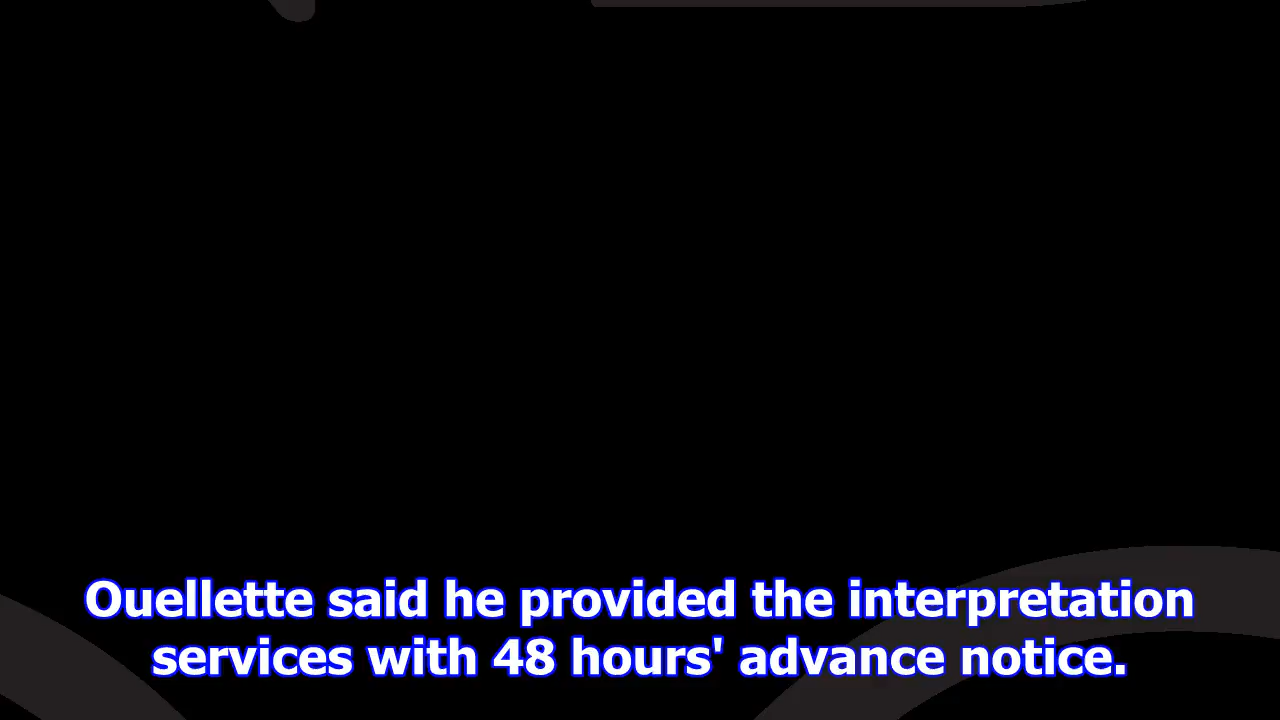 Ouellette said he provided the interpretation
services with 48 hours' advance notice.